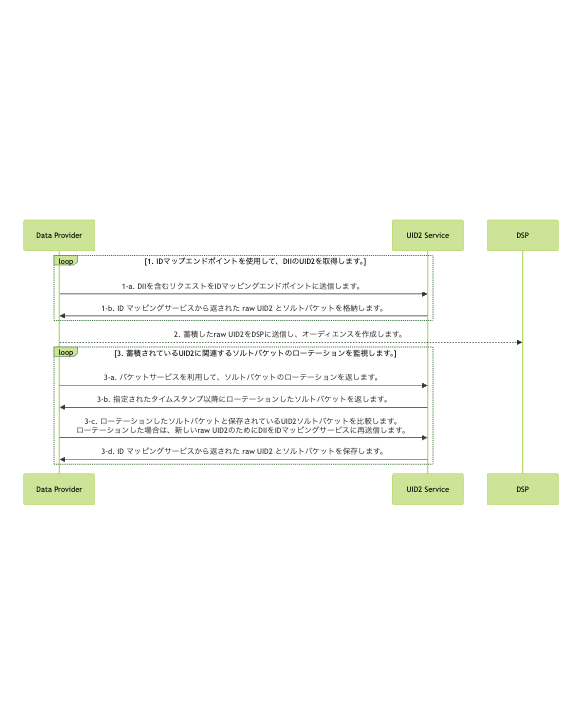 Data Provider
UID2 Service
DSP
loop
[1. IDマップエンドポイントを使用して、DIIのUID2を取得します。]
1-a. DIIを含むリクエストをIDマッピングエンドポイントに送信します。
1-b. ID マッピングサービスから返された raw UID2 とソルトバケットを格納します。
2. 蓄積したraw UID2をDSPに送信し、オーディエンスを作成します。
loop
[3. 蓄積されているUID2に関連するソルトバケットのローテーションを監視します。]
3-a. バケットサービスを利用して、ソルトバケットのローテーションを返します。
3-b. 指定されたタイムスタンプ以降にローテーションしたソルトバケットを返します。
3-c. ローテーションしたソルトバケットと保存されているUID2ソルトバケットを比較します。
ローテーションした場合は、新しいraw UID2のためにDIIをIDマッピングサービスに再送信します。
3-d. ID マッピングサービスから返された raw UID2 とソルトバケットを保存します。
Data Provider
UID2 Service
DSP